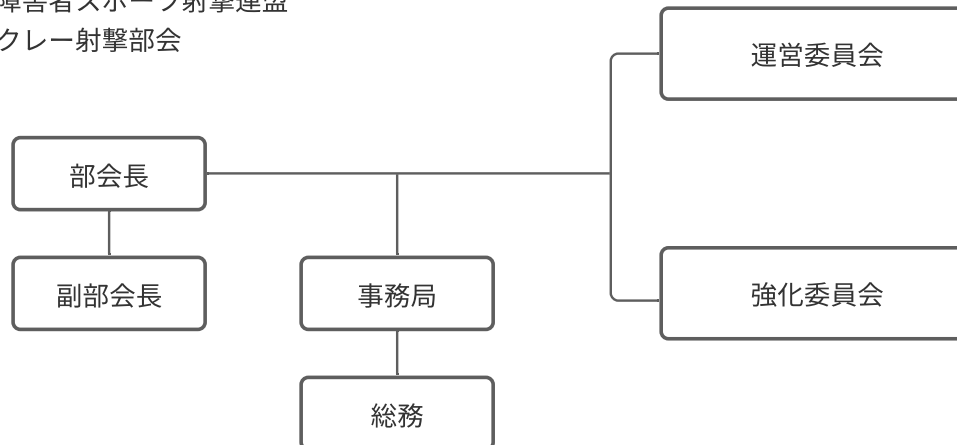 障害者スポーツ射撃連盟
クレー射撃部会
運営委員会
部会長
副部会長
事務局
強化委員会
総務